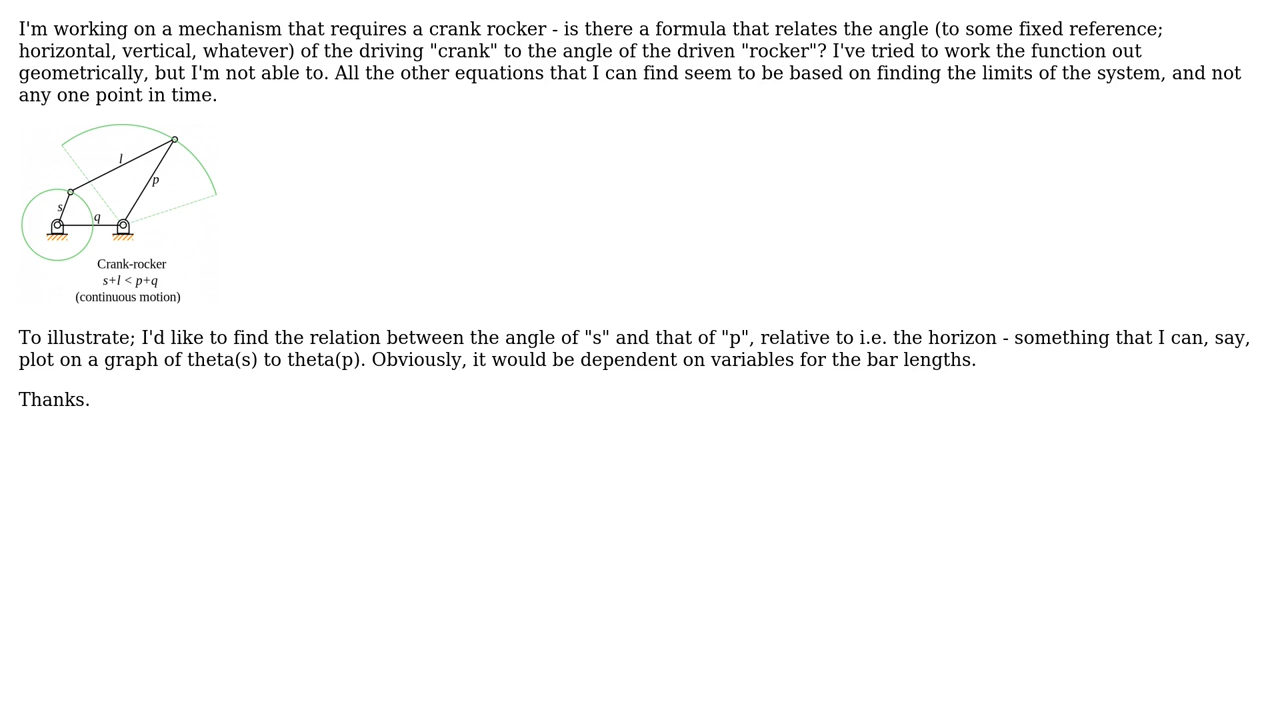 I'm working on a mechanism that requires a crank rocker - is there a formula that relates the angle (to some fixed reference;
horizontal, vertical, whatever) of the driving "crank" to the angle of the driven "rocker"? I've tried to work the function out
geometrically, but I'm not able to. All the other equations that I can find seem to be based on finding the limits of the system, and not
any one point in time.
l
p
s
q
Crank-rocker
s+l < p+q
(continuous motion)
To illustrate; I'd like to find the relation between the angle of "s" and that of "p", relative to i.e. the horizon - something that I can, say,
plot on a graph of theta(s) to theta(p). Obviously, it would be dependent on variables for the bar lengths.
Thanks.